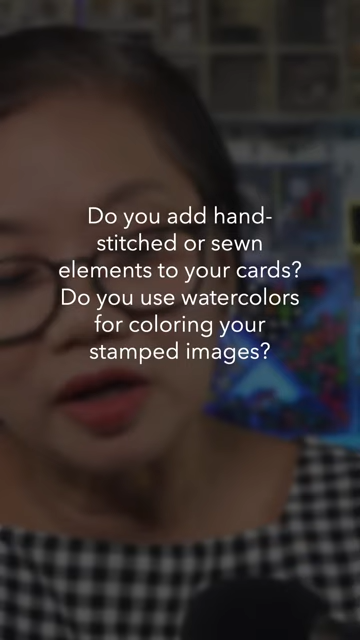 Do you add hand-
stitched or sewn
elements to your cards?
Do you use watercolors
for coloring your
stamped images?